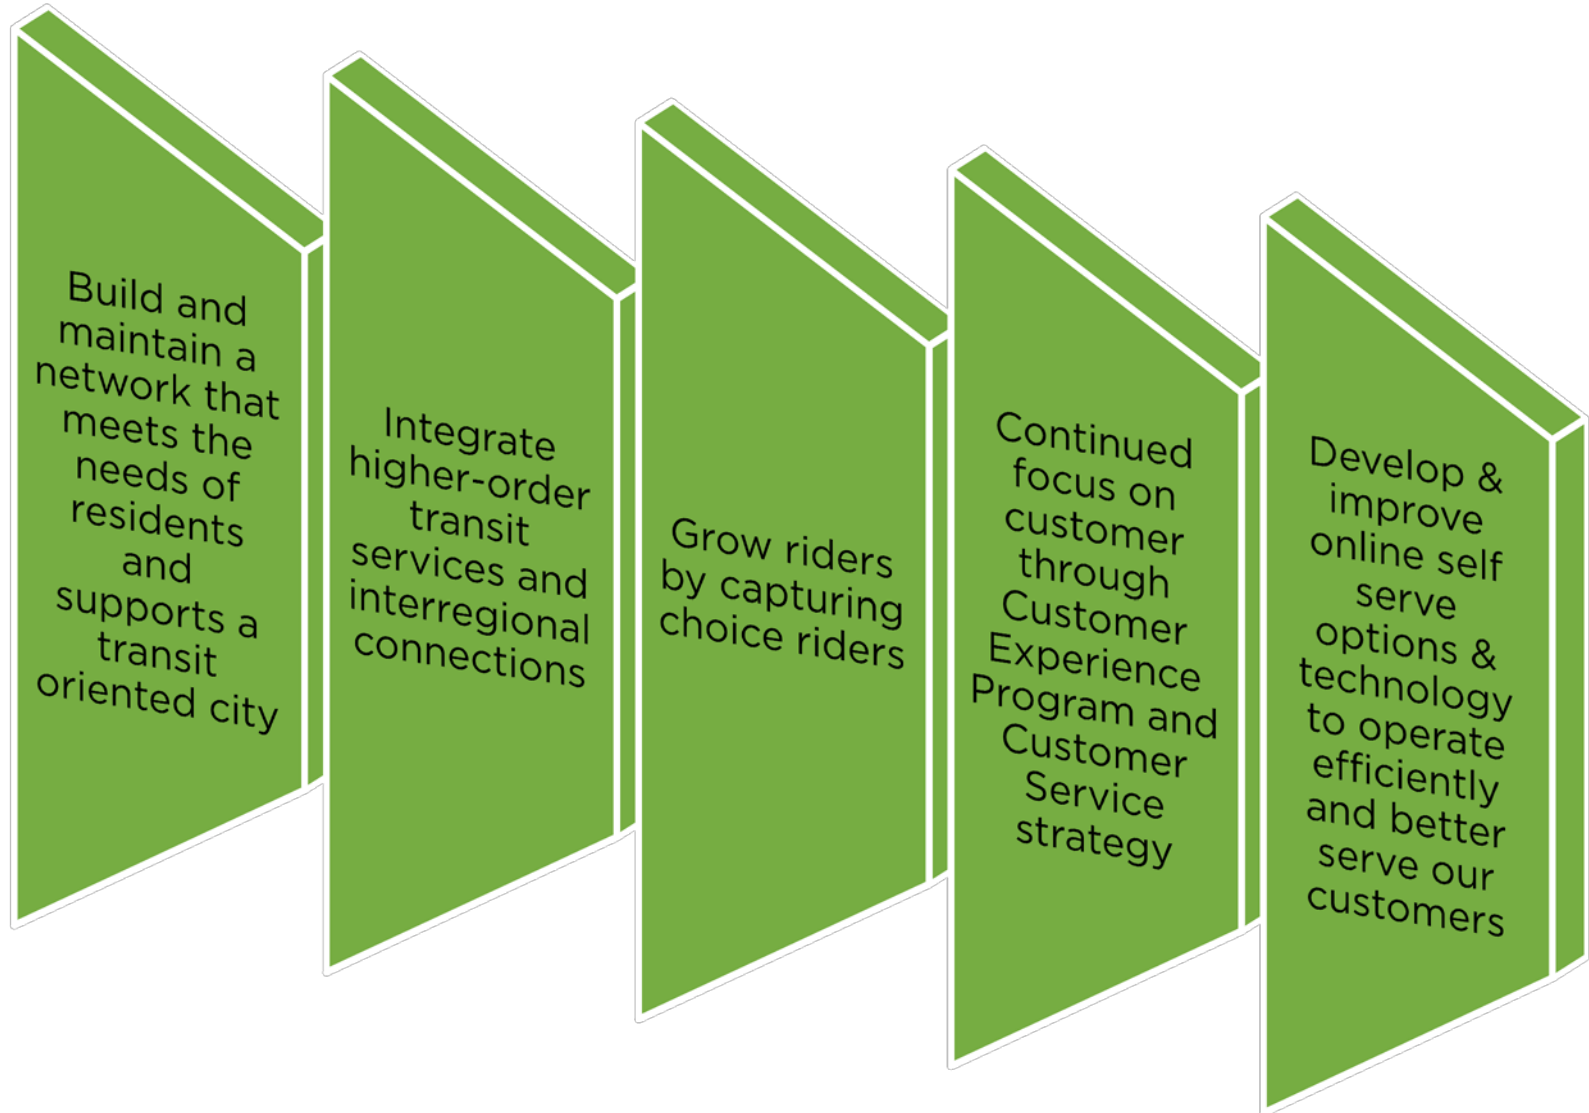 Build and
maintain a
network that
meets the
needs of
residents
and
supports a
transit
oriented city
Integrate
higher-order
transit
services and
interregional
connections
Grow riders
by capturing
choice riders
Continued
focus on
customer
through
Customer
Experience
Program and
Customer
Service
strategy
Develop &
improve
online self
serve
options &
technology
to operate
efficiently
and better
serve our
customers